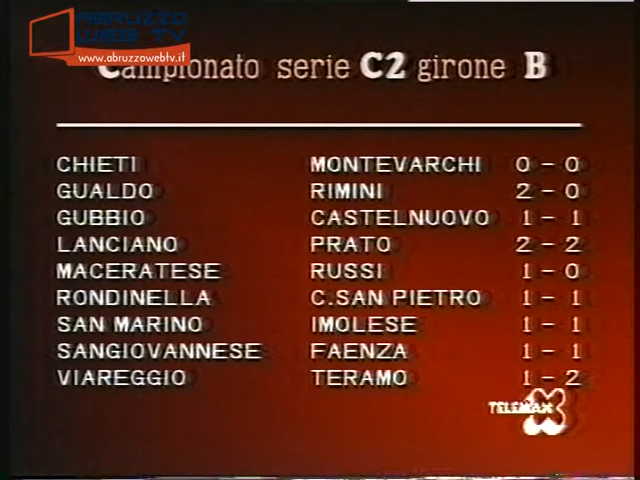 ABRUZZO
WEB TV
www.abruzzowebtv.it
Campionato serie C2 girone B
CHIETI MONTEVARCHI 0 - 0
GUALDO RIMINI 2 - 0
GUBBIO CASTELNUOVO 1 - 1
LANCIANO PRATO 2 - 2
MACERATESE RUSSI 1 - 0
RONDINELLA C.SAN PIETRO 1 - 1
SAN MARINO IMOLESE 1 - 1
SANGIOVANNESE FAENZA 1 - 1
VIAREGGIO TERAMO 1 - 2
TELEMAX